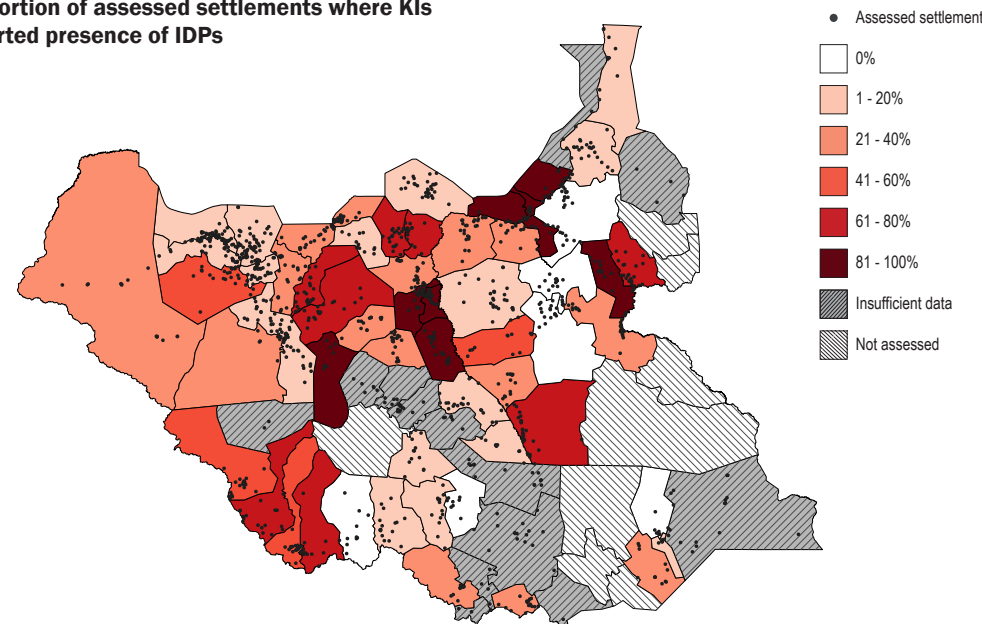 ortion of assessed settlements where KIs
rted presence of IDPs
Assessed settlement
0%
1 - 20%
21 - 40%
41 - 60%
61 - 80%
81 - 100%
Insufficient data
Not assessed